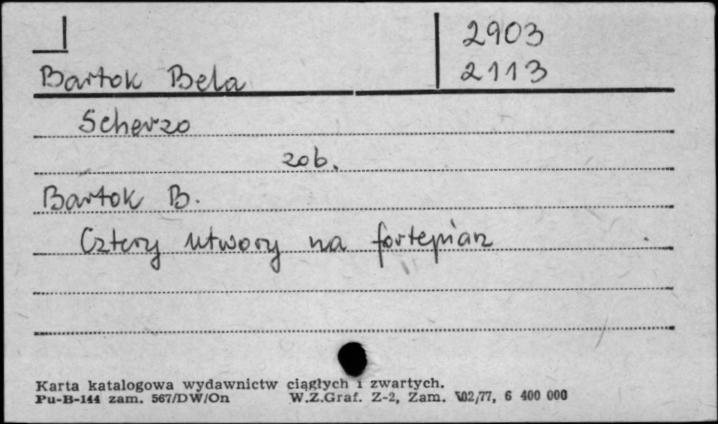 2903
2113
Bartok Bela
Scherzo
zob.
Bartok B.
Cztery utwory na fortepian
Karta katalogowa wydawnictw ciągłych i zwartych.
Pu-B-144 zam. 567/DW/On W.Z.Graf. Z-2, Zam. 102/77, 6 400 000